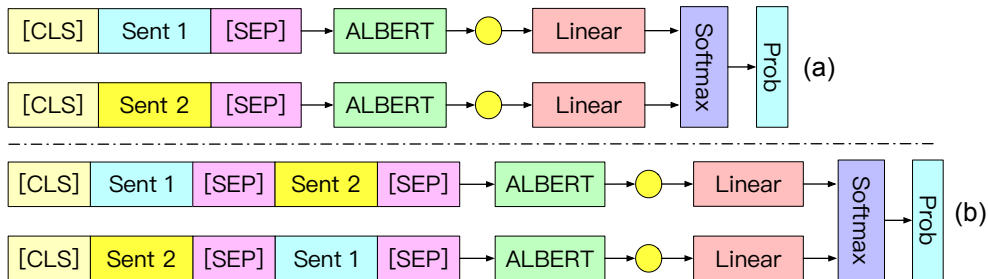 [CLS] Sent 1 [SEP] ALBERT Linear
[CLS] Sent 2 [SEP] ALBERT Linear
Softmax
Prob
(a)
[CLS] Sent 1 [SEP] Sent 2 [SEP] ALBERT Linear
[CLS] Sent 2 [SEP] Sent 1 [SEP] ALBERT Linear
Softmax
Prob
(b)